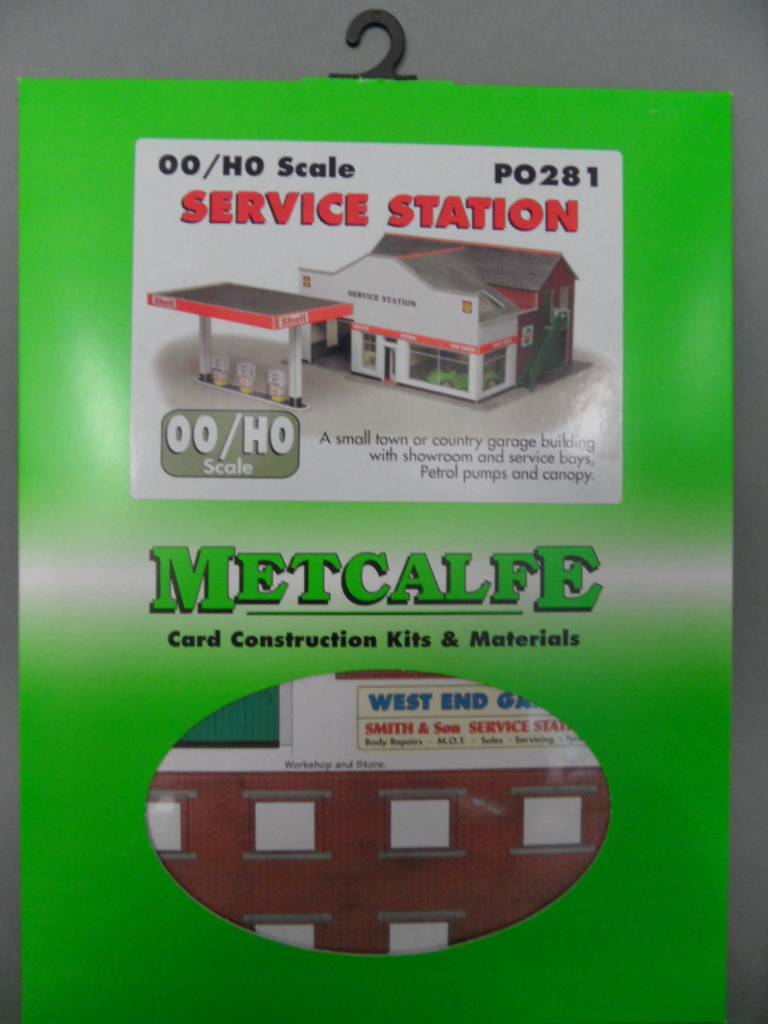 OO/HO Scale PO281
SERVICE STATION
Shell
Shell
SERVICE STATION
OO/HO
Scale
A small town or country garage building
with showroom and service bays,
Petrol pumps and canopy.
METCALFE
Card Construction Kits & Materials
WEST END
SMITH & Son SERVICE
Body Repairs - M.O.T. - Sales - Servicing
Workshop and Store.